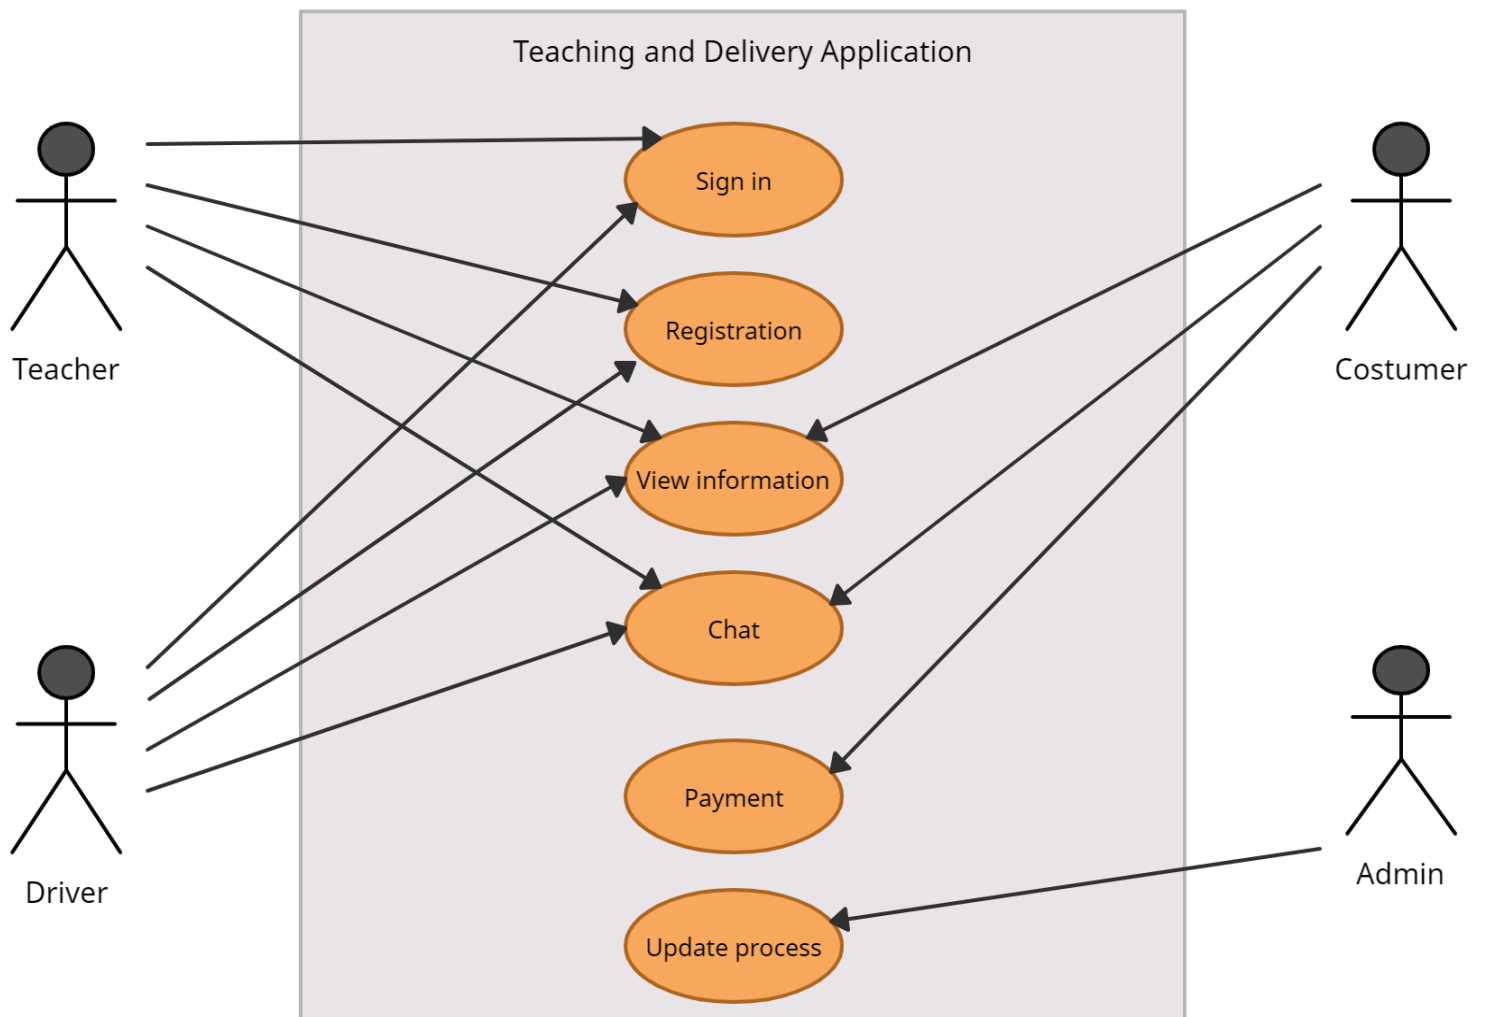 Teaching and Delivery Application
Sign in
Registration
View information
Chat
Payment
Update process
Teacher
Driver
Costumer
Admin